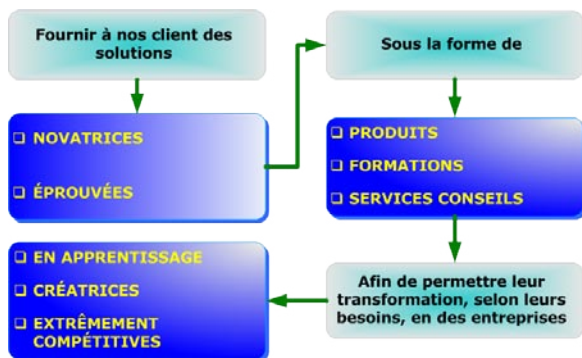 Fournir à nos client des
solutions
❑ NOVATRICES
❑ ÉPROUVÉES
Sous la forme de
❑ PRODUITS
❑ FORMATIONS
❑ SERVICES CONSEILS
Afin de permettre leur
transformation, selon leurs
besoins, en des entreprises
❑ EN APPRENTISSAGE
❑ CRÉATRICES
❑ EXTRÊMEMENT
COMPÉTITIVES